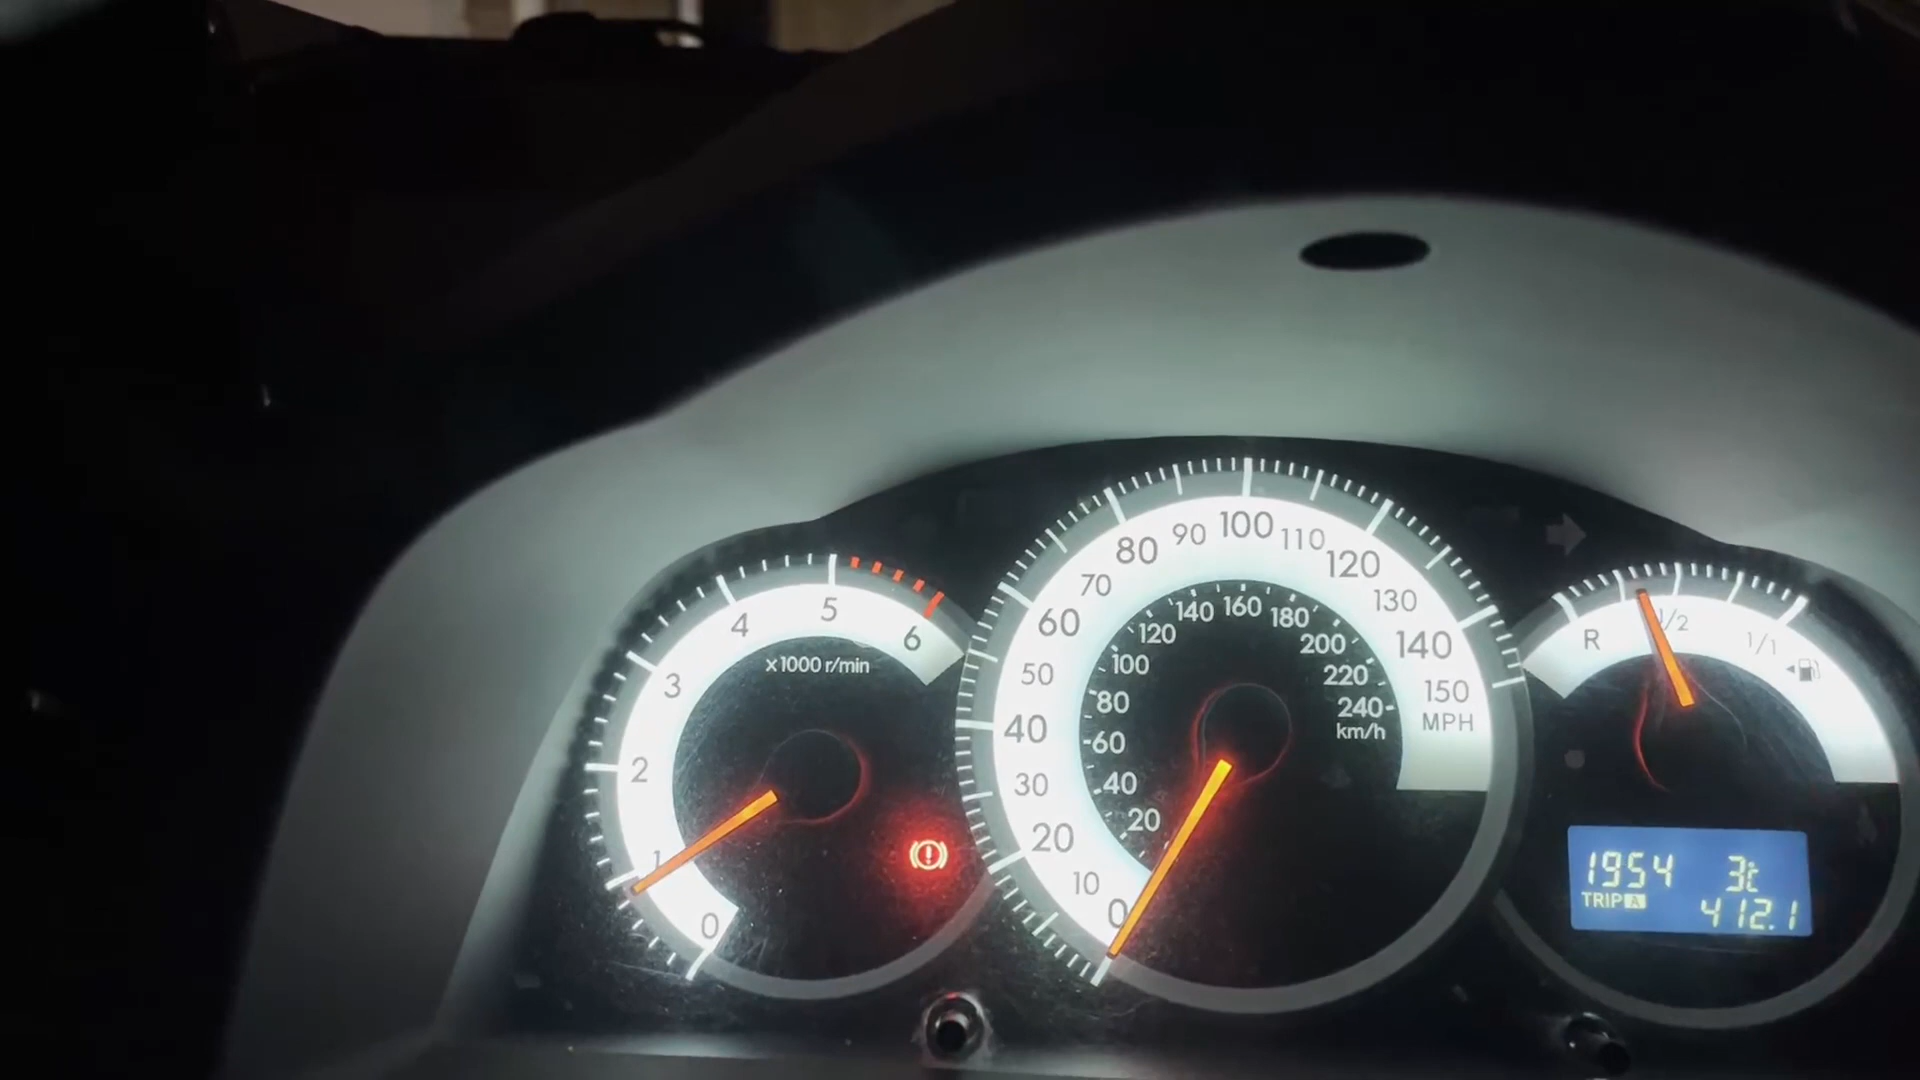 0 1 2 3 4 5 6
x1000 r/min
0 10 20 30 40 50 60 70 80 90 100 110 120 130 140 150
MPH
20 40 60 80 100 120 140 160 180 200 220 240
km/h
R 1/2 1/1
1954 3c
TRIP A 412.1